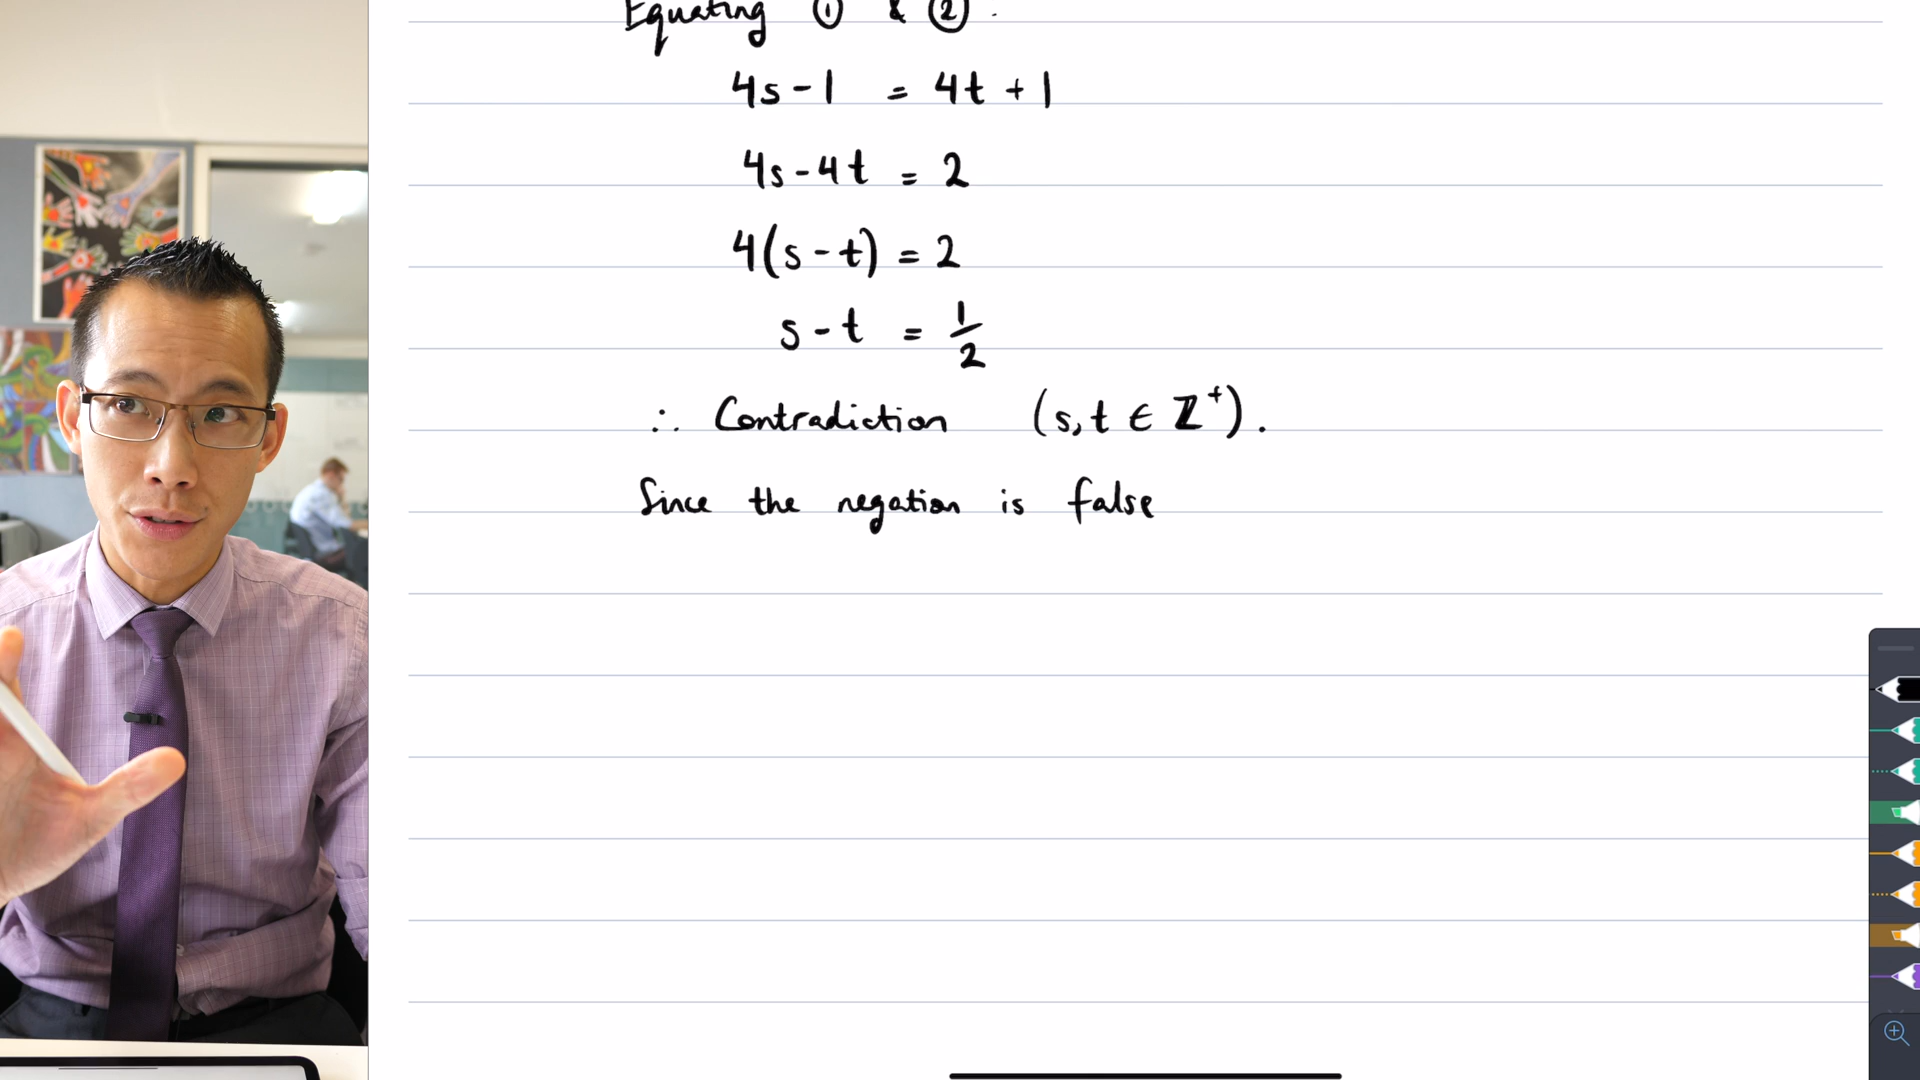 Equating ① & ②.
4s - 1 = 4t + 1
4s - 4t = 2
4(s - t) = 2
s - t = 1/2
∴ Contradiction (s, t ∈ ℤ⁺).
Since the negation is false